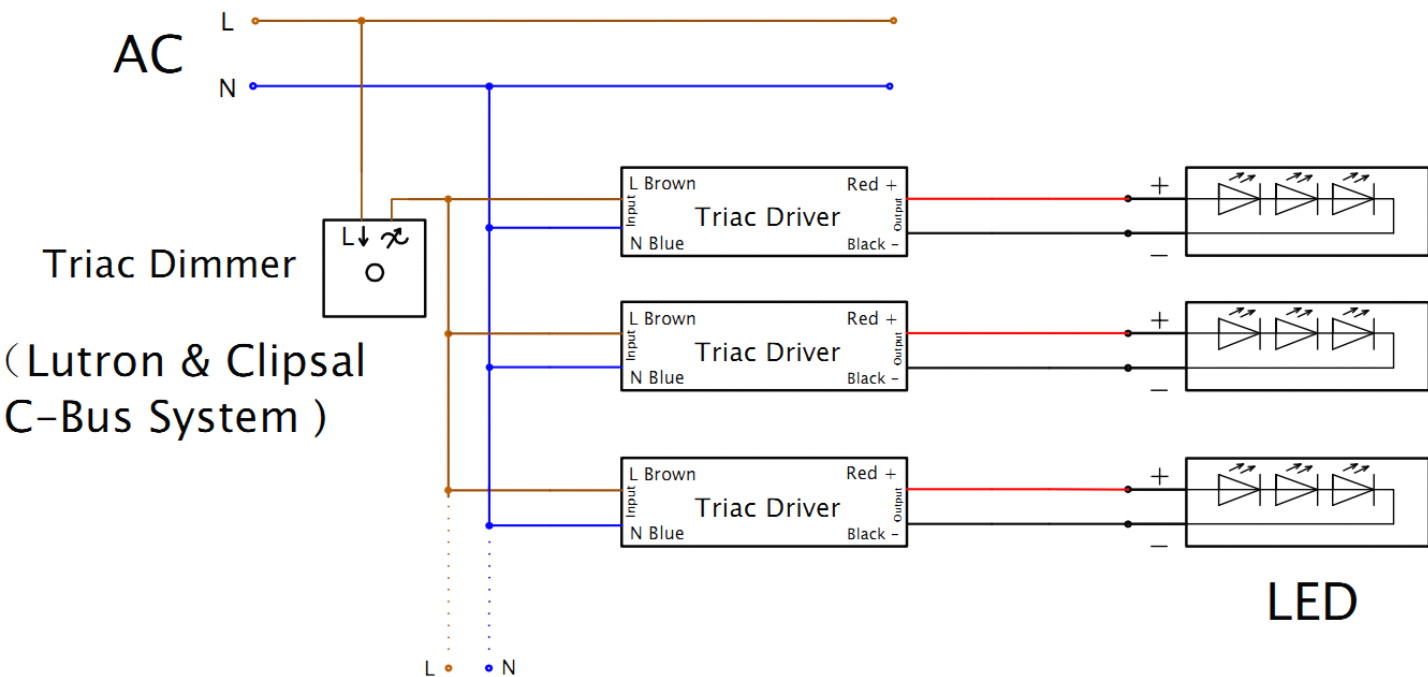 L
AC
N
L Brown
Red +
Input
Triac Driver
Output
N Blue
Black -
+
−
L
Triac Dimmer
(Lutron & Clipsal
C-Bus System )
L Brown
Red +
Input
Triac Driver
Output
N Blue
Black -
+
−
L Brown
Red +
Input
Triac Driver
Output
N Blue
Black -
+
−
LED
L
N